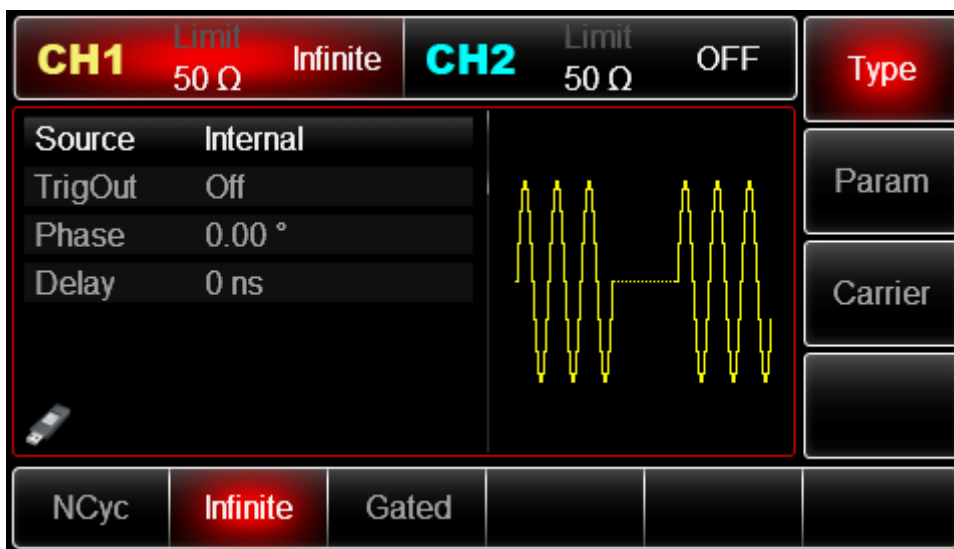 CH1 Limit 50 Ω Infinite CH2 Limit 50 Ω OFF
Type
Source Internal
TrigOut Off
Phase 0.00 °
Delay 0 ns
Param
Carrier
NCyc Infinite Gated